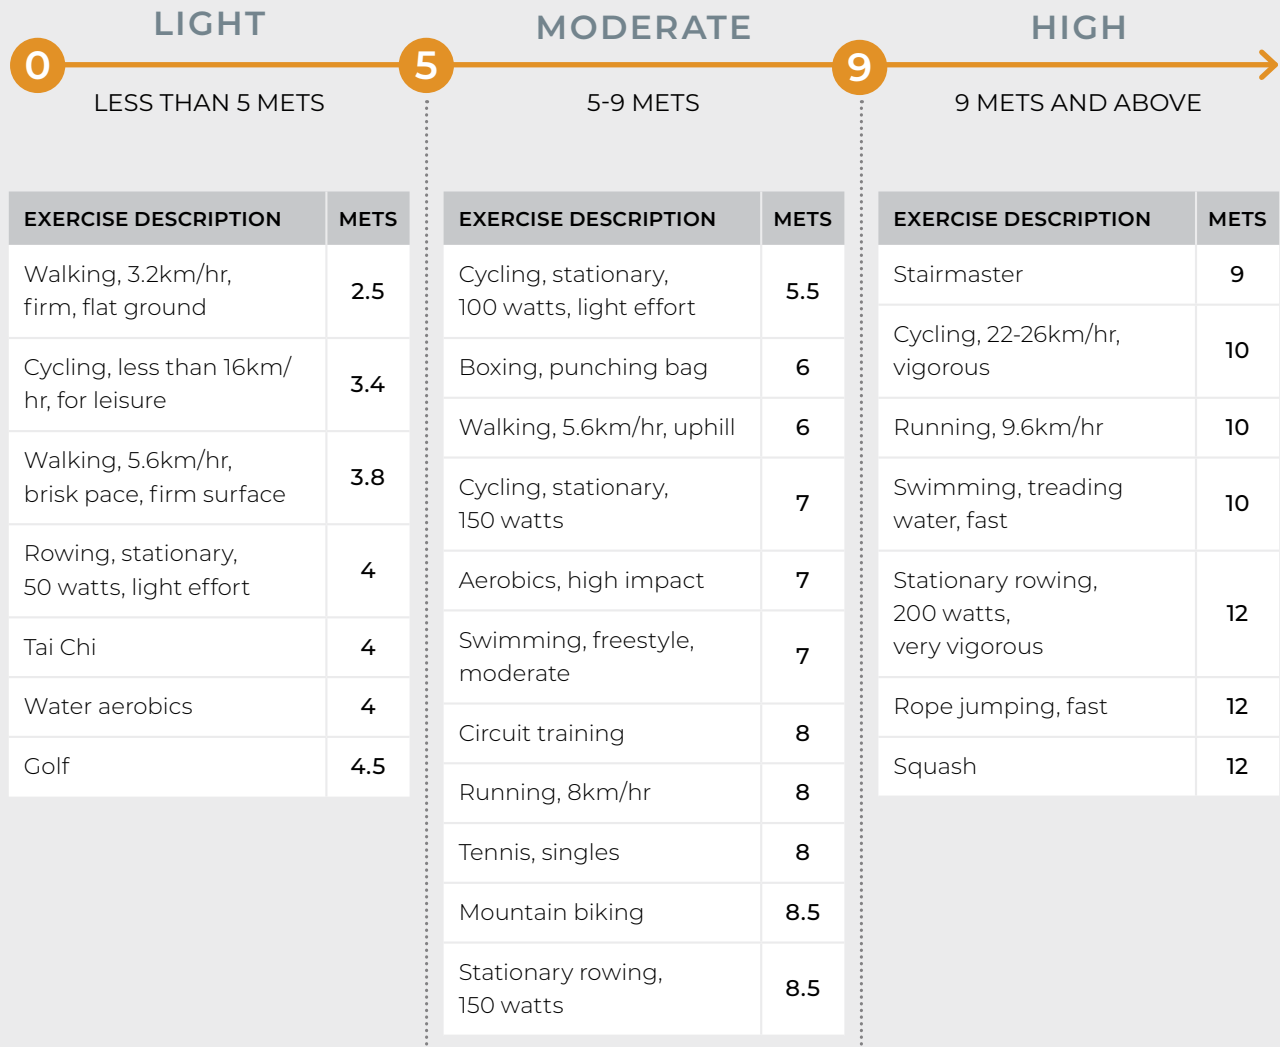 LIGHT
MODERATE
HIGH
0
5
9
LESS THAN 5 METS
5-9 METS
9 METS AND ABOVE
EXERCISE DESCRIPTION METS
Walking, 3.2km/hr,
firm, flat ground
2.5
Cycling, less than 16km/
hr, for leisure
3.4
Walking, 5.6km/hr,
brisk pace, firm surface
3.8
Rowing, stationary,
50 watts, light effort
4
Tai Chi 4
Water aerobics 4
Golf 4.5
EXERCISE DESCRIPTION METS
Cycling, stationary,
100 watts, light effort
5.5
Boxing, punching bag 6
Walking, 5.6km/hr, uphill 6
Cycling, stationary,
150 watts
7
Aerobics, high impact 7
Swimming, freestyle,
moderate
7
Circuit training 8
Running, 8km/hr 8
Tennis, singles 8
Mountain biking 8.5
Stationary rowing,
150 watts
8.5
EXERCISE DESCRIPTION METS
Stairmaster 9
Cycling, 22-26km/hr,
vigorous
10
Running, 9.6km/hr 10
Swimming, treading
water, fast
10
Stationary rowing,
200 watts,
very vigorous
12
Rope jumping, fast 12
Squash 12